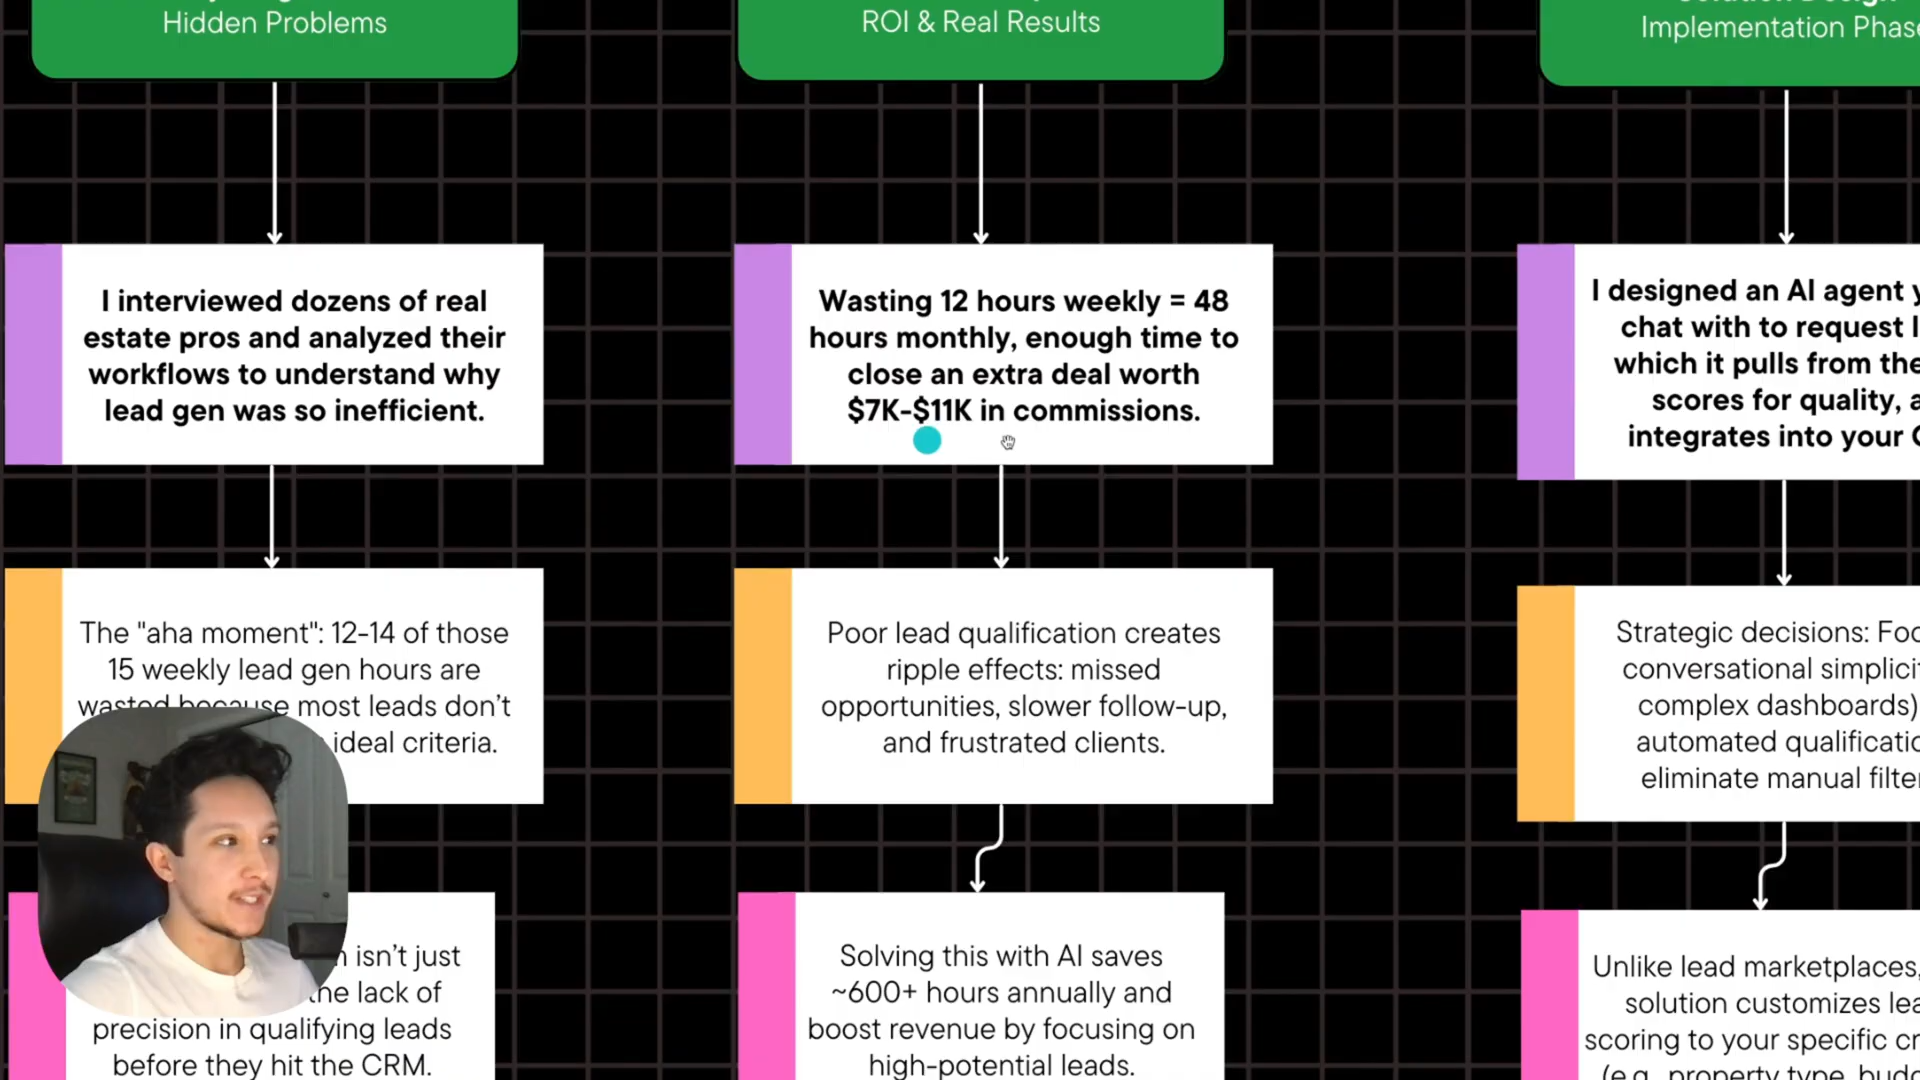 Hidden Problems
I interviewed dozens of real
estate pros and analyzed their
workflows to understand why
lead gen was so inefficient.
The "aha moment": 12-14 of those
15 weekly lead gen hours are
wasted because most leads don't
ideal criteria.
isn't just
the lack of
precision in qualifying leads
before they hit the CRM.
ROI & Real Results
Wasting 12 hours weekly = 48
hours monthly, enough time to
close an extra deal worth
$7K-$11K in commissions.
Poor lead qualification creates
ripple effects: missed
opportunities, slower follow-up,
and frustrated clients.
Solving this with AI saves
~600+ hours annually and
boost revenue by focusing on
high-potential leads.
Solution Design
Implementation Phase
I designed an AI agent
chat with to request
which it pulls from the
scores for quality,
integrates into your
Strategic decisions:
conversational
complex dashboards)
automated
eliminate manual
Unlike lead marketplaces,
solution customizes
scoring to your specific
(e.g., property type,